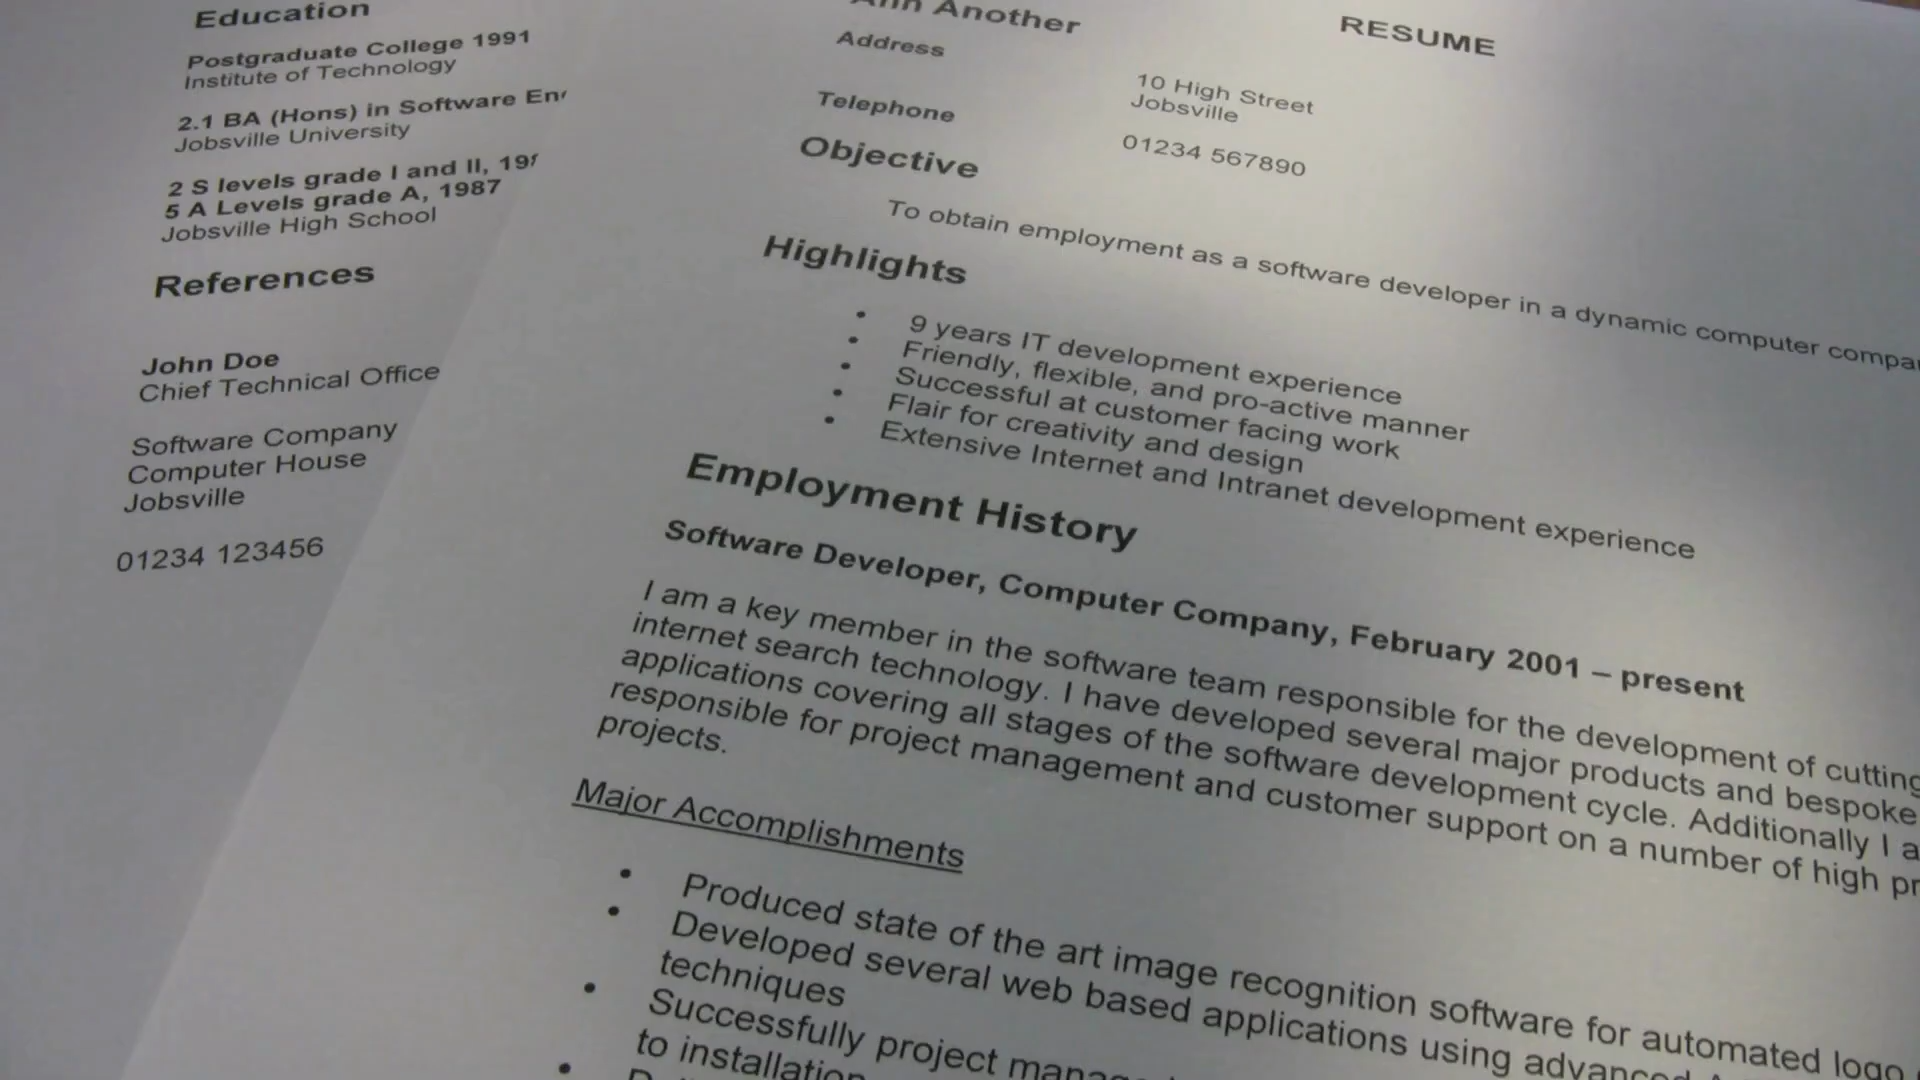 Education
Postgraduate College 1991
Institute of Technology
2.1 BA (Hons) in Software
Jobsville University
2 S levels grade I and II,
5 A Levels grade A, 1987
Jobsville High School
References
John Doe
Chief Technical Office
Software Company
Computer House
Jobsville
01234 123456
RESUME
Ann Another
Address
10 High Street
Jobsville
Telephone
01234 567890
Objective
To obtain employment as a software developer in a dynamic computer
Highlights
• 9 years IT development experience
• Friendly, flexible, and pro-active manner
• Successful at customer facing work
• Flair for creativity and design
• Extensive Internet and Intranet development experience
Employment History
Software Developer, Computer Company, February 2001 – present
I am a key member in the software team responsible for the development of cutting
internet search technology. I have developed several major products and bespoke
applications covering all stages of the software development cycle. Additionally I
responsible for project management and customer support on a number of high
projects.
Major Accomplishments
• Produced state of the art image recognition software for automated logo
• Developed several web based applications using advanced
techniques
• Successfully project
to installation